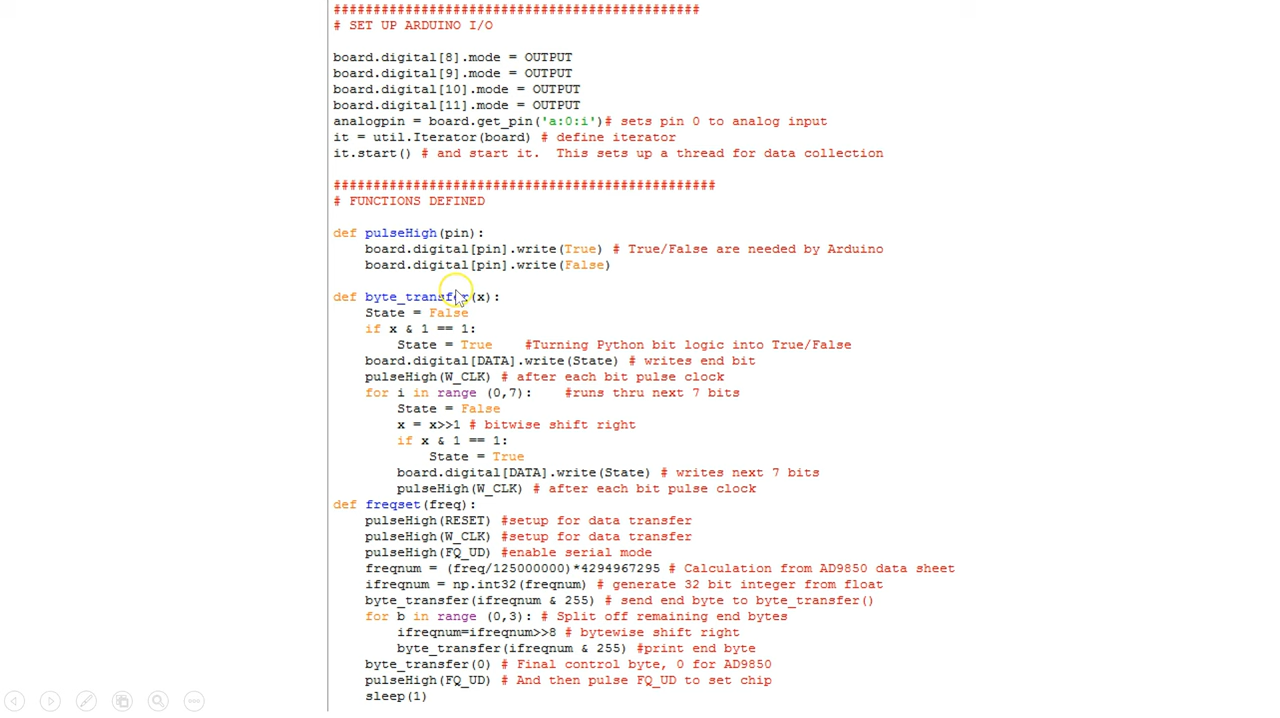 ##############################################
# SET UP ARDUINO I/O
board.digital[8].mode = OUTPUT
board.digital[9].mode = OUTPUT
board.digital[10].mode = OUTPUT
board.digital[11].mode = OUTPUT
analogpin = board.get_pin('a:0:i')# sets pin 0 to analog input
it = util.Iterator(board) # define iterator
it.start() # and start it.  This sets up a thread for data collection
################################################
# FUNCTIONS DEFINED
def pulseHigh(pin):
    board.digital[pin].write(True) # True/False are needed by Arduino
    board.digital[pin].write(False)
def byte_transfer(x):
    State = False
    if x & 1 == 1:
        State = True    #Turning Python bit logic into True/False
    board.digital[DATA].write(State) # writes end bit
    pulseHigh(W_CLK) # after each bit pulse clock
    for i in range (0,7):    #runs thru next 7 bits
        State = False
        x = x>>1 # bitwise shift right
        if x & 1 == 1:
            State = True
        board.digital[DATA].write(State) # writes next 7 bits
        pulseHigh(W_CLK) # after each bit pulse clock
def freqset(freq):
    pulseHigh(RESET) #setup for data transfer
    pulseHigh(W_CLK) #setup for data transfer
    pulseHigh(FQ_UD) #enable serial mode
    freqnum = (freq/125000000)*4294967295 # Calculation from AD9850 data sheet
    ifreqnum = np.int32(freqnum) # generate 32 bit integer from float
    byte_transfer(ifreqnum & 255) # send end byte to byte_transfer()
    for b in range (0,3): # Split off remaining end bytes
        ifreqnum=ifreqnum>>8 # bytewise shift right
        byte_transfer(ifreqnum & 255) #print end byte
    byte_transfer(0) # Final control byte, 0 for AD9850
    pulseHigh(FQ_UD) # And then pulse FQ_UD to set chip
    sleep(1)